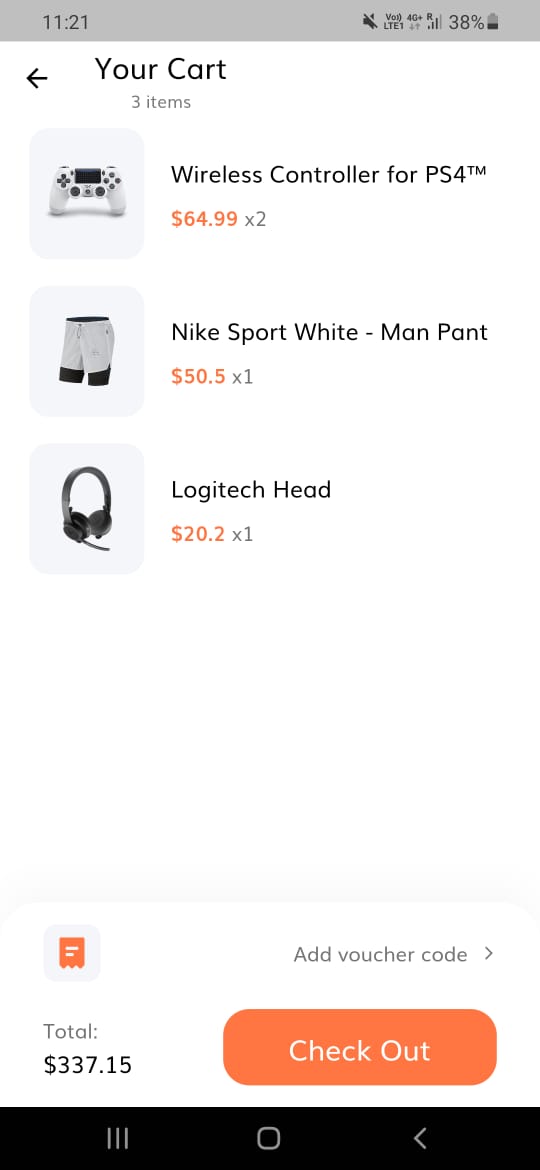 11:21
Vo) 4G+ R
LTE1 38%
Your Cart
3 items
Wireless Controller for PS4™
$64.99 x2
Nike Sport White - Man Pant
$50.5 x1
Logitech Head
$20.2 x1
Add voucher code
Total:
$337.15
Check Out